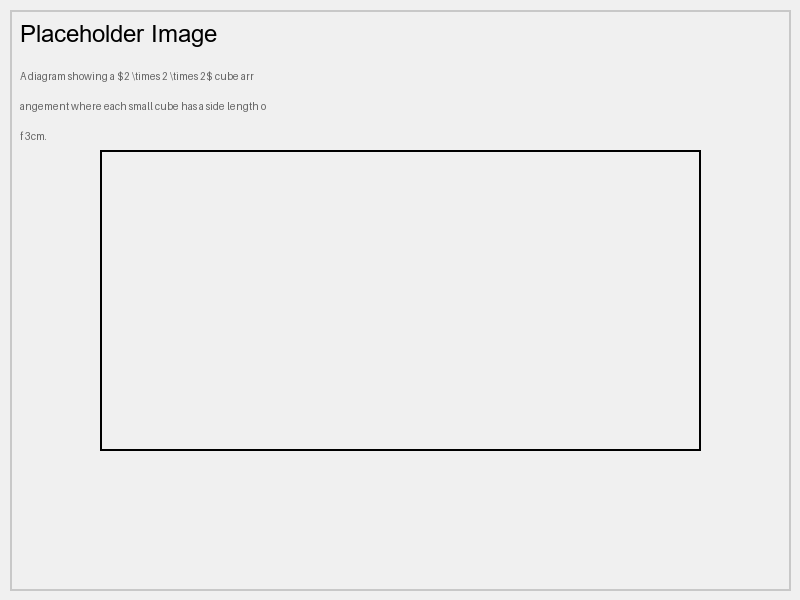 Placeholder Image
A diagram showing a $2 \times 2 \times 2$ cube arr
angement where each small cube has a side length o
f 3cm.